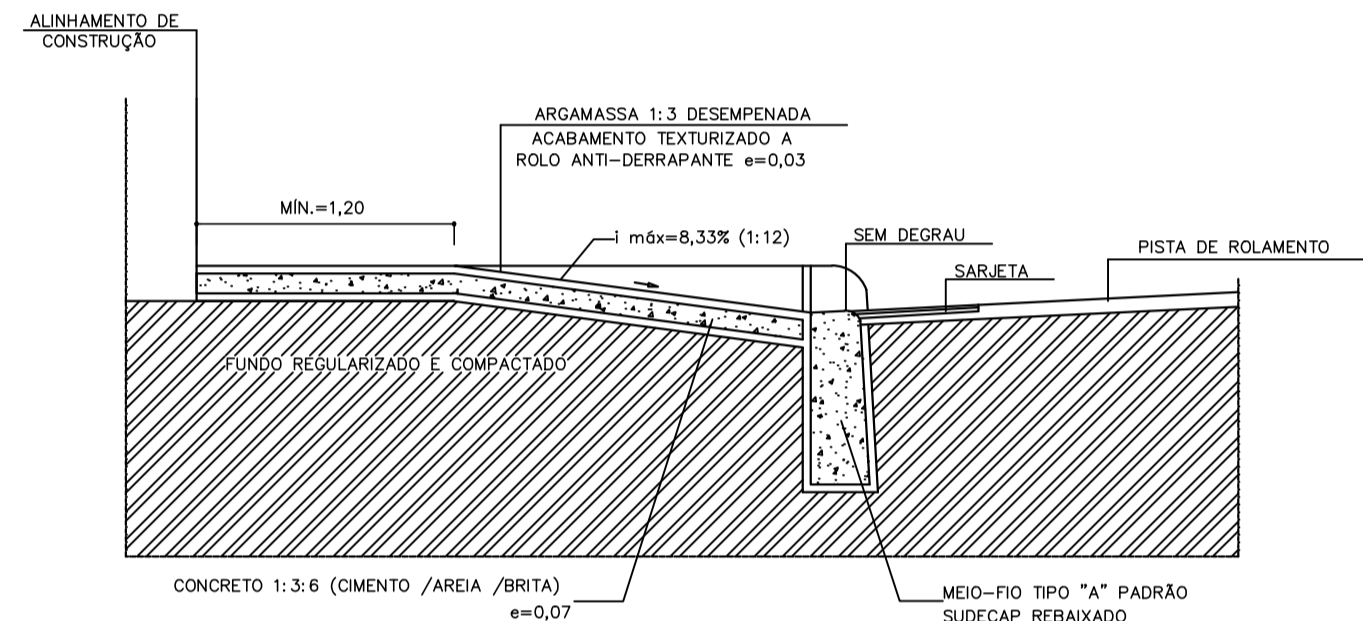 ALINHAMENTO DE
CONSTRUÇÃO
ARGAMASSA 1:3 DESEMPENADA
ACABAMENTO TEXTURIZADO A
ROLO ANTI-DERRAPANTE e=0,03
MÍN.=1,20
i máx=8,33% (1:12)
SEM DEGRAU
SARJETA
PISTA DE ROLAMENTO
FUNDO REGULARIZADO E COMPACTADO
CONCRETO 1:3:6 (CIMENTO /AREIA /BRITA)
e=0,07
MEIO-FIO TIPO "A" PADRÃO
SUDECAP REBAIXADO